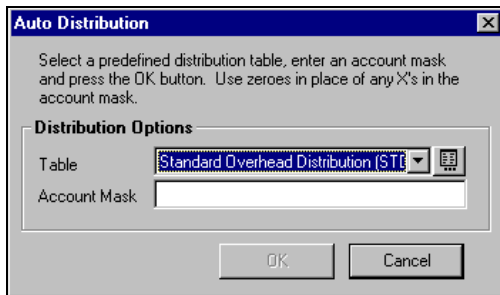 Auto Distribution
Select a predefined distribution table, enter an account mask
and press the OK button. Use zeroes in place of any X's in the
account mask.
Distribution Options
Table
Standard Overhead Distribution (STD
Account Mask
OK
Cancel